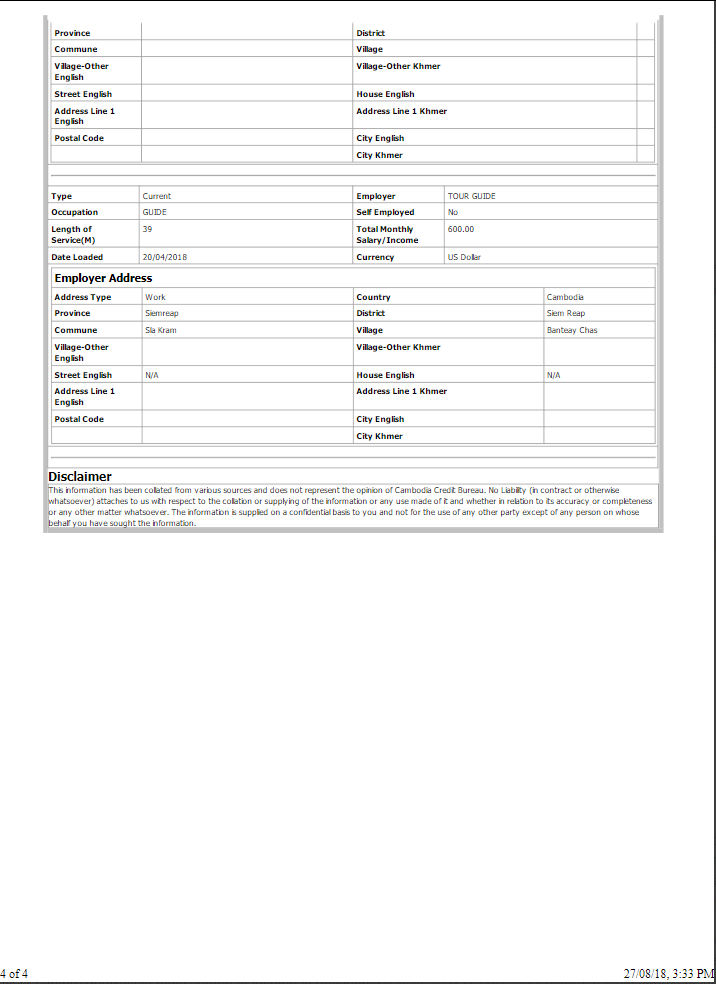 Province District
Commune Village
Village-Other Village-Other Khmer
English
Street English House English
Address Line 1 Address Line 1 Khmer
English
Postal Code City English
City Khmer
Type Current Employer TOUR GUIDE
Occupation GUIDE Self Employed No
Length of 39 Total Monthly 600.00
Service(M) Salary/Income
Date Loaded 20/04/2018 Currency US Dollar
Employer Address
Address Type Work Country Cambodia
Province Siemreap District Siem Reap
Commune Sla Kram Village Banteay Chas
Village-Other Village-Other Khmer
English
Street English N/A House English N/A
Address Line 1 Address Line 1 Khmer
English
Postal Code City English
City Khmer
Disclaimer
This information has been collated from various sources and does not represent the opinion of Cambodia Credit Bureau. No Liability (in contract or otherwise
whatsoever) attaches to us with respect to the collation or supplying of the information or any use made of it and whether in relation to its accuracy or completeness
or any other matter whatsoever. The information is supplied on a confidential basis to you and not for the use of any other party except of any person on whose
behalf you have sought the information.
4 of 4 27/08/18, 3:33 PM